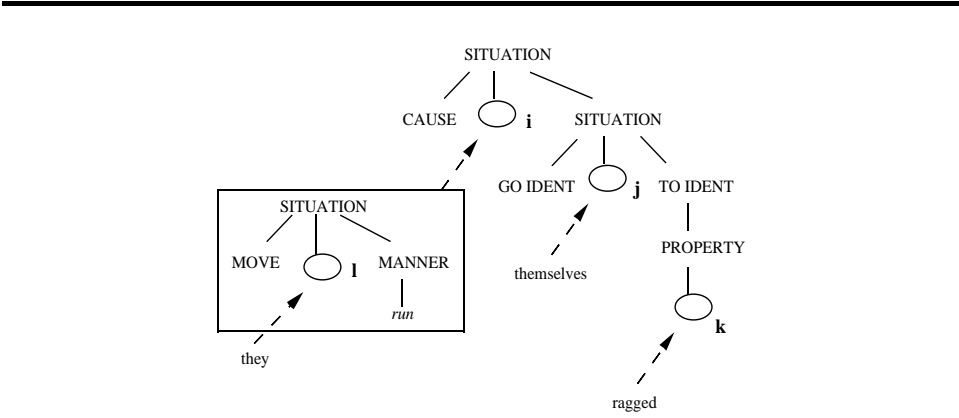 SITUATION
CAUSE i SITUATION
GO IDENT j TO IDENT
SITUATION
PROPERTY
MOVE l MANNER
themselves
run
k
they
ragged